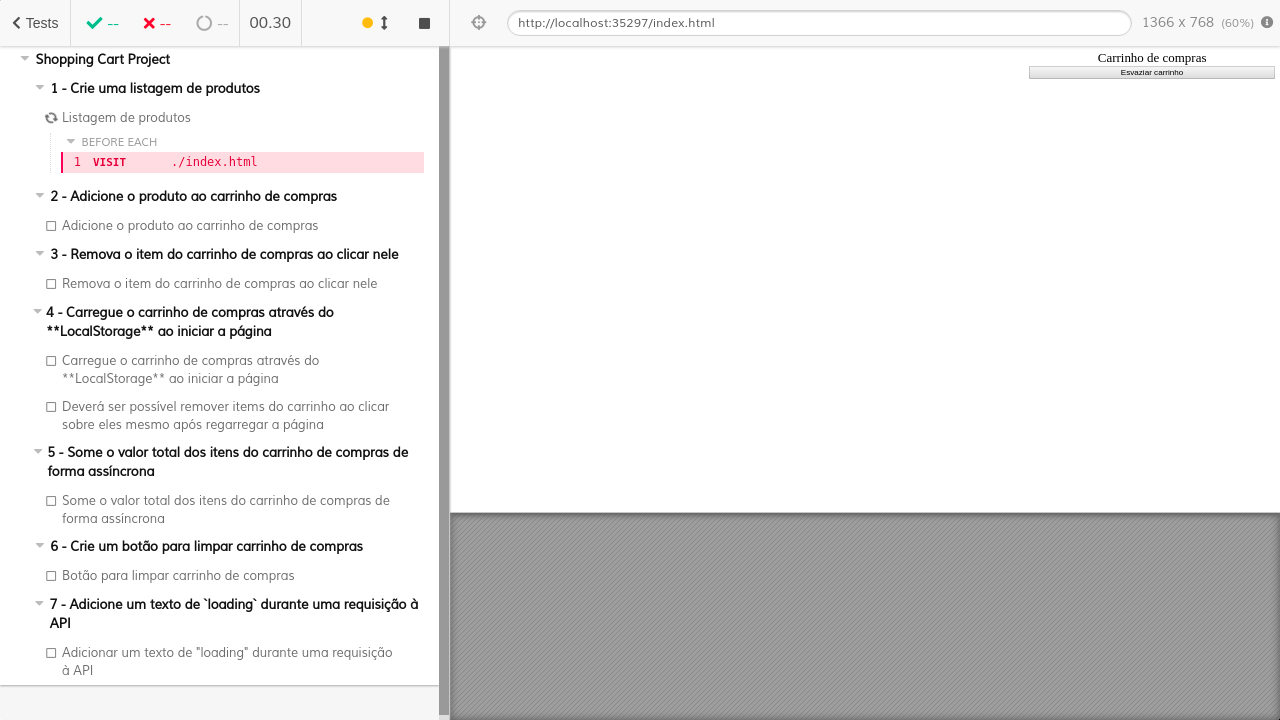 Tests
--
--
--
00.30
http://localhost:35297/index.html
1366 x 768 (60%)
Shopping Cart Project
1 - Crie uma listagem de produtos
Listagem de produtos
BEFORE EACH
1 VISIT ./index.html
2 - Adicione o produto ao carrinho de compras
Adicione o produto ao carrinho de compras
3 - Remova o item do carrinho de compras ao clicar nele
Remova o item do carrinho de compras ao clicar nele
4 - Carregue o carrinho de compras através do
**LocalStorage** ao iniciar a página
Carregue o carrinho de compras através do
**LocalStorage** ao iniciar a página
Deverá ser possível remover items do carrinho ao clicar
sobre eles mesmo após regarregar a página
5 - Some o valor total dos itens do carrinho de compras de
forma assíncrona
Some o valor total dos itens do carrinho de compras de
forma assíncrona
6 - Crie um botão para limpar carrinho de compras
Botão para limpar carrinho de compras
7 - Adicione um texto de `loading` durante uma requisição à
API
Adicionar um texto de "loading" durante uma requisição
à API
Carrinho de compras
Esvaziar carrinho